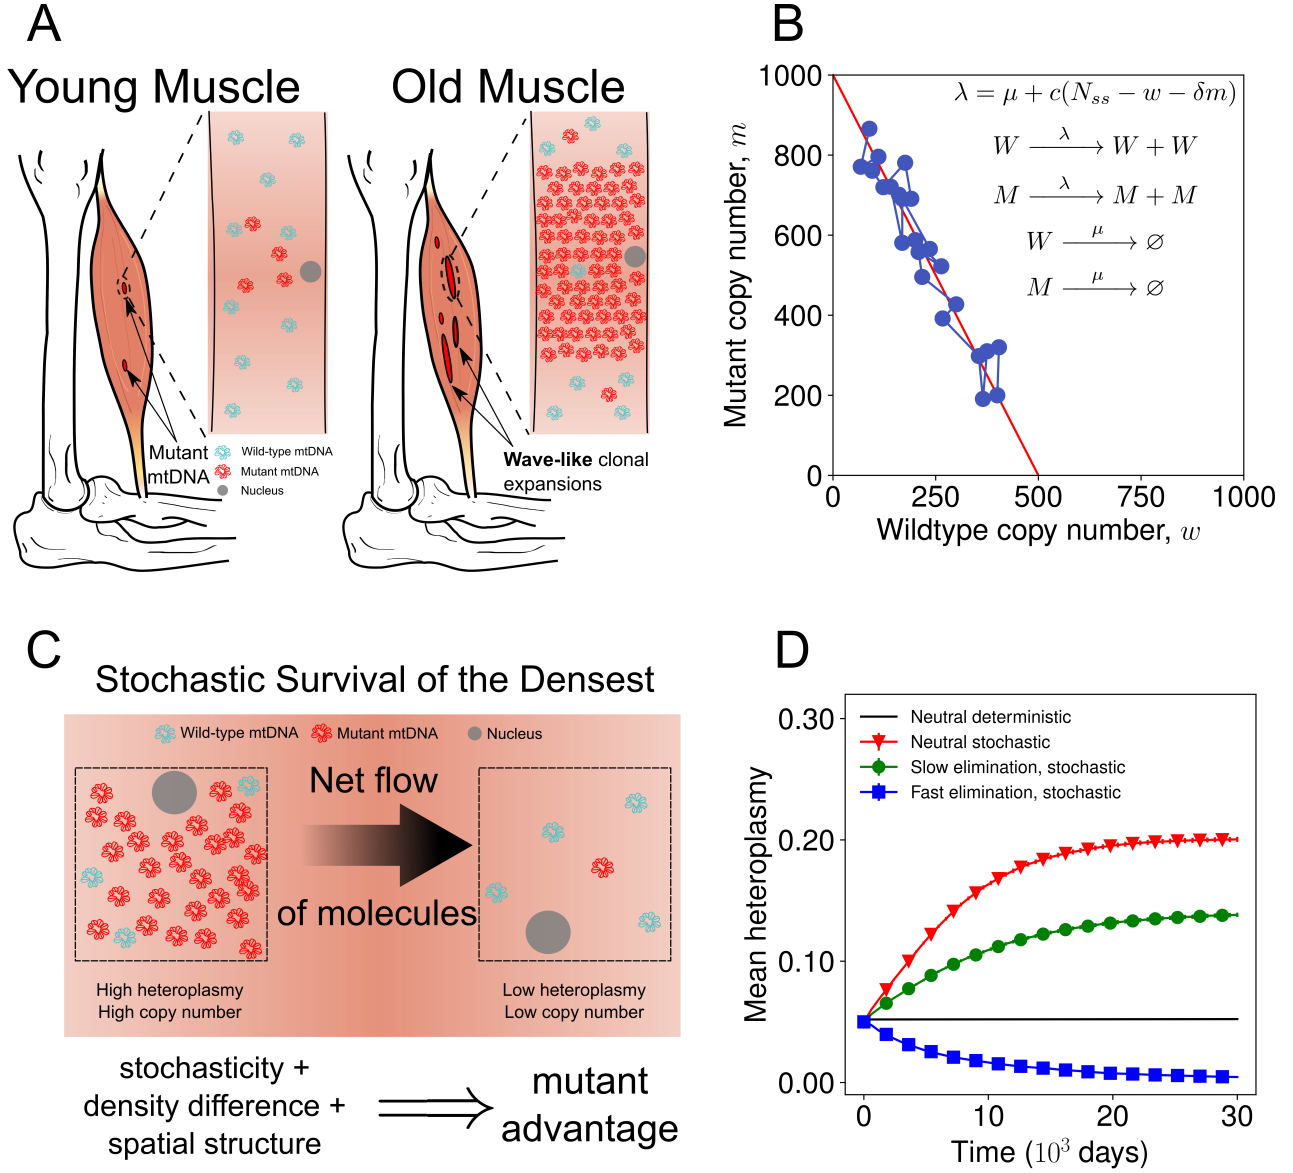 A
Young Muscle
Old Muscle
Mutant
mtDNA
Wild-type mtDNA
Mutant mtDNA
Nucleus
Wave-like clonal
expansions
B
λ = μ + c(Nss − w − δm)
W λ→ W + W
M λ→ M + M
W μ→ ∅
M μ→ ∅
1000
800
600
400
200
0
Mutant copy number, m
0 250 500 750 1000
Wildtype copy number, w
C
Stochastic Survival of the Densest
Wild-type mtDNA Mutant mtDNA Nucleus
Net flow
of molecules
High heteroplasmy
High copy number
Low heteroplasmy
Low copy number
stochasticity +
density difference +
spatial structure
mutant
advantage
D
Neutral deterministic
Neutral stochastic
Slow elimination, stochastic
Fast elimination, stochastic
0.30
0.20
0.10
0.00
Mean heteroplasmy
0 10 20 30
Time (10³ days)